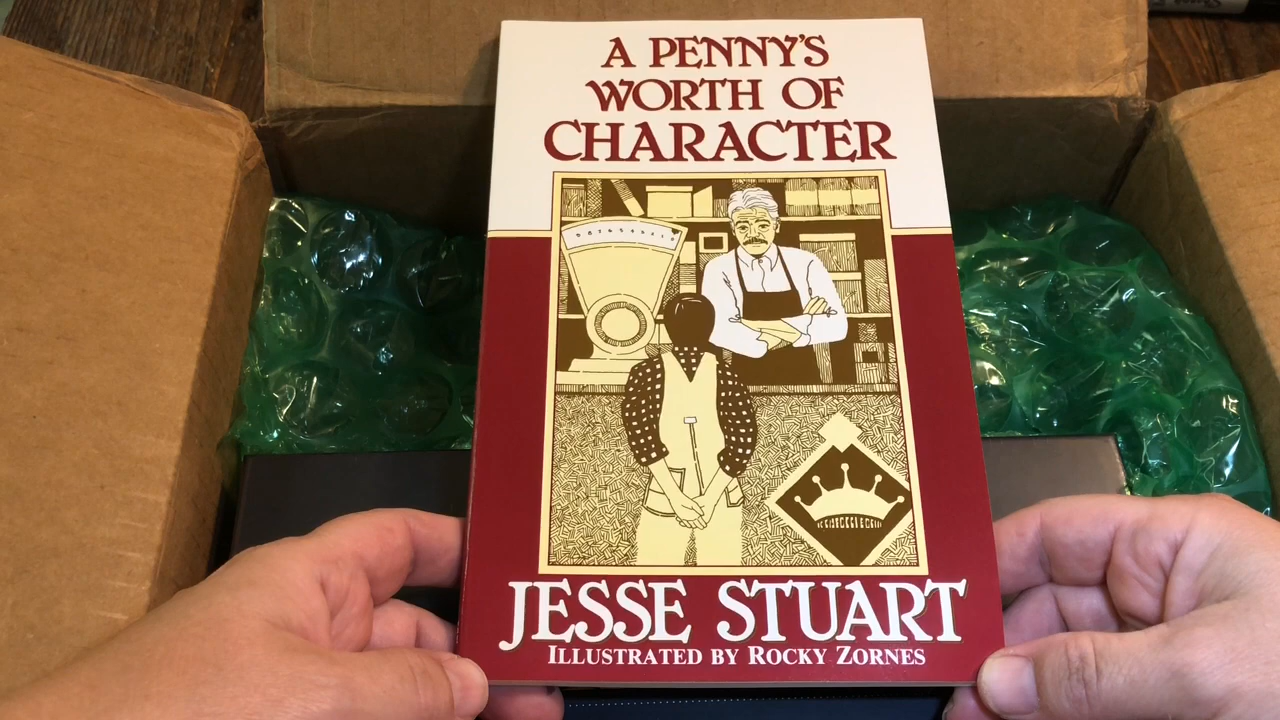 A PENNY'S
WORTH OF
CHARACTER
JESSE STUART
ILLUSTRATED BY ROCKY ZORNES